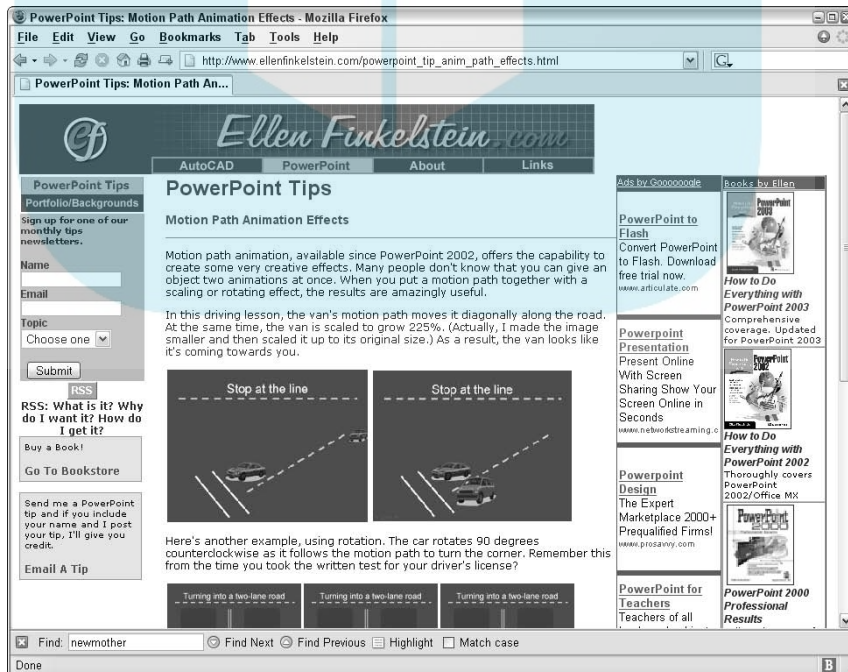 PowerPoint Tips: Motion Path Animation Effects - Mozilla Firefox
File Edit View Go Bookmarks Tab Tools Help
http://www.ellenfinkelstein.com/powerpoint_tip_anim_path_effects.html
G
PowerPoint Tips: Motion Path An...
ef
Ellen Finkelstein.com
AutoCAD PowerPoint About Links
PowerPoint Tips
Portfolio/Backgrounds
Sign up for one of our
monthly tips
newsletters.
Name
Email
Topic
Choose one
Submit
RSS
RSS: What is it? Why
do I want it? How do
I get it?
Buy a Book!
Go To Bookstore
Send me a PowerPoint
tip and if you include
your name and I post
your tip, I'll give you
credit.
Email A Tip
PowerPoint Tips
Motion Path Animation Effects
Motion path animation, available since PowerPoint 2002, offers the capability to
create some very creative effects. Many people don't know that you can give an
object two animations at once. When you put a motion path together with a
scaling or rotating effect, the results are amazingly useful.
In this driving lesson, the van's motion path moves it diagonally along the road.
At the same time, the van is scaled to grow 225%. (Actually, I made the image
smaller and then scaled it up to its original size.) As a result, the van looks like
it's coming towards you.
Stop at the line
Stop at the line
Here's another example, using rotation. The car rotates 90 degrees
counterclockwise as it follows the motion path to turn the corner. Remember this
from the time you took the written test for your driver's license?
Turning into a two-lane road
Turning into a two-lane road
Turning into a two-lane road
Ads by Goooooogle
PowerPoint to
Flash
Convert PowerPoint
to Flash. Download
free trial now.
www.articulate.com
Powerpoint
Presentation
Present Online
With Screen
Sharing Show Your
Screen Online in
Seconds
www.networkstreaming.c
Powerpoint
Design
The Expert
Marketplace 2000+
Prequalified Firms!
www.prosavvy.com
PowerPoint for
Teachers
Teachers of all
Books by Ellen
PowerPoint
2003
How to Do
Everything with
PowerPoint 2003
Comprehensive
coverage. Updated
for PowerPoint 2003
PowerPoint
2002
How to Do
Everything with
PowerPoint 2002
Thoroughly covers
PowerPoint
2002/Office MX
PowerPoint
2000
PowerPoint 2000
Professional
Results
Find: newmother Find Next Find Previous Highlight Match case
Done
B